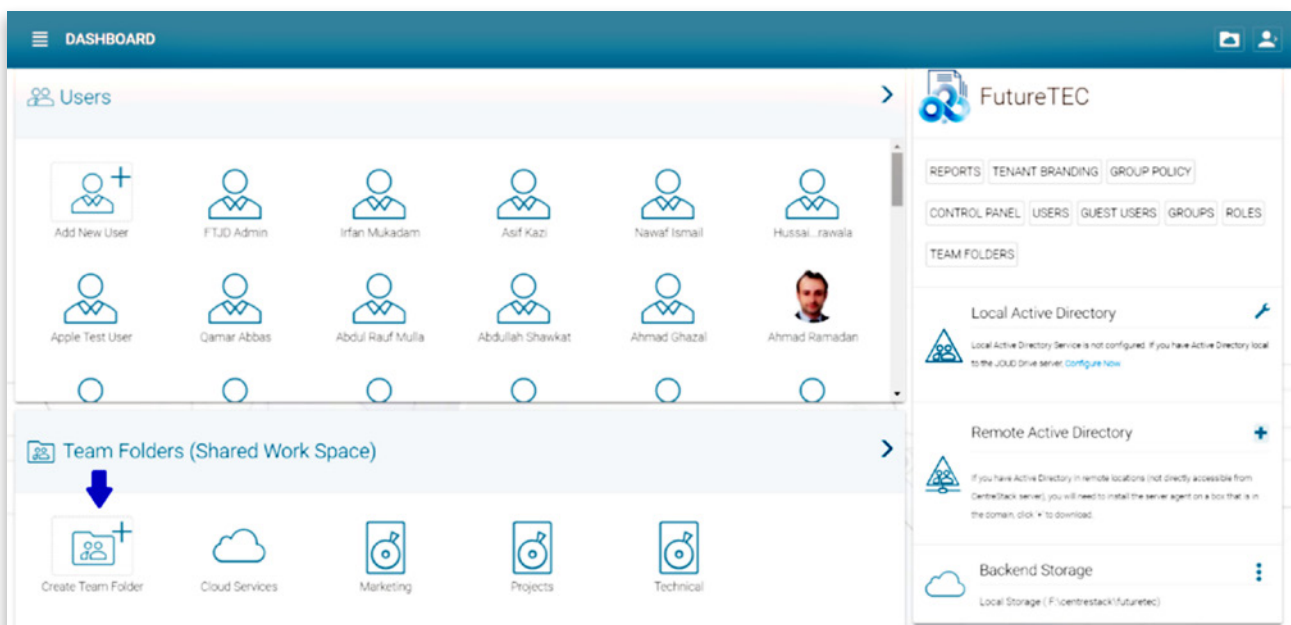 DASHBOARD
Users
Add New User
FTJD Admin
Irfan Mukadam
Asif Kazi
Nawaf Ismail
Hussai...rawala
Apple Test User
Qamar Abbas
Abdul Rauf Mulla
Abdullah Shawkat
Ahmad Ghazal
Ahmad Ramadan
Team Folders (Shared Work Space)
Create Team Folder
Cloud Services
Marketing
Projects
Technical
FutureTEC
REPORTS TENANT BRANDING GROUP POLICY
CONTROL PANEL USERS GUEST USERS GROUPS ROLES
TEAM FOLDERS
Local Active Directory
Local Active Directory Service is not configured. If you have Active Directory local
to the JOUD Drive server, Configure Now
Remote Active Directory
If you have Active Directory in remote locations (not directly accessible from
CentreStack server), you will need to install the server agent on a box that is in
the domain, click '+' to download.
Backend Storage
Local Storage ( F:\centrestack\futuretec)